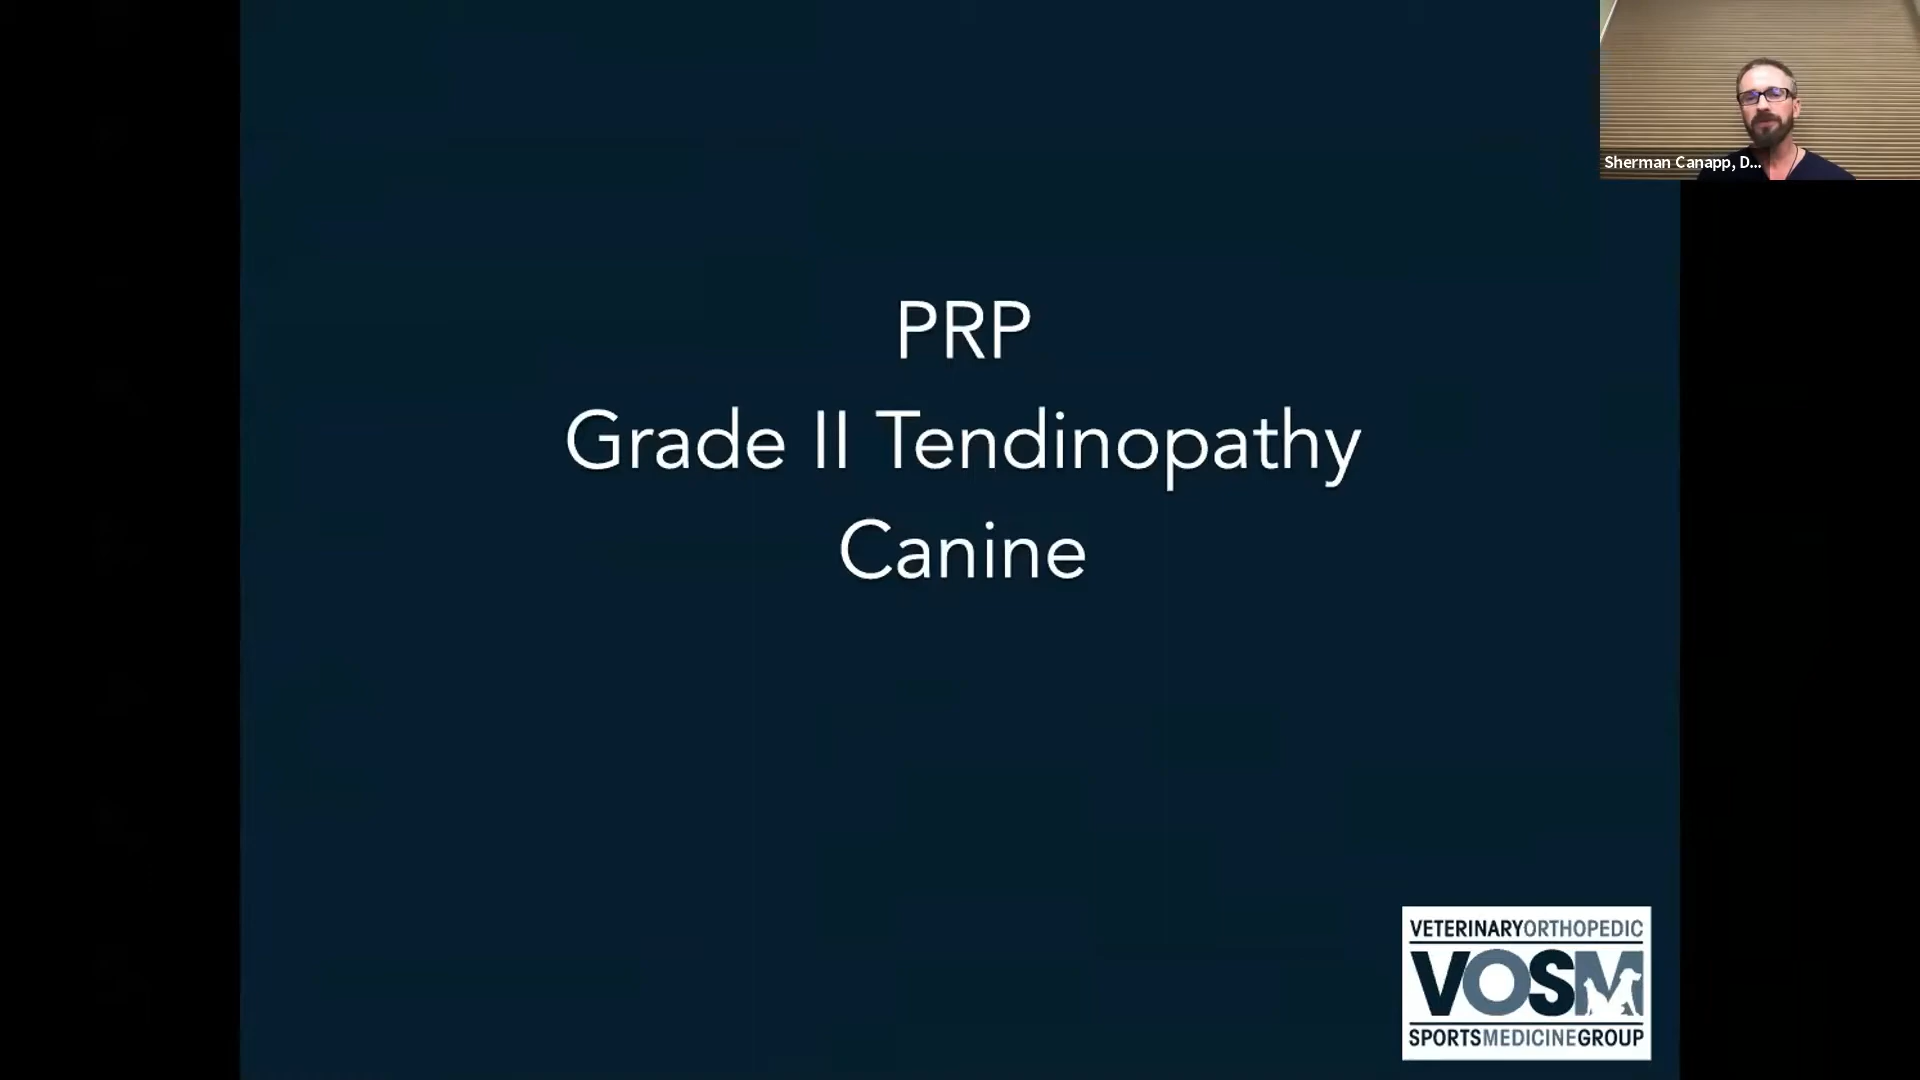 PRP
Grade II Tendinopathy
Canine
Sherman Canapp, D...
VETERINARYORTHOPEDIC
VOSM
SPORTSMEDICINEGROUP